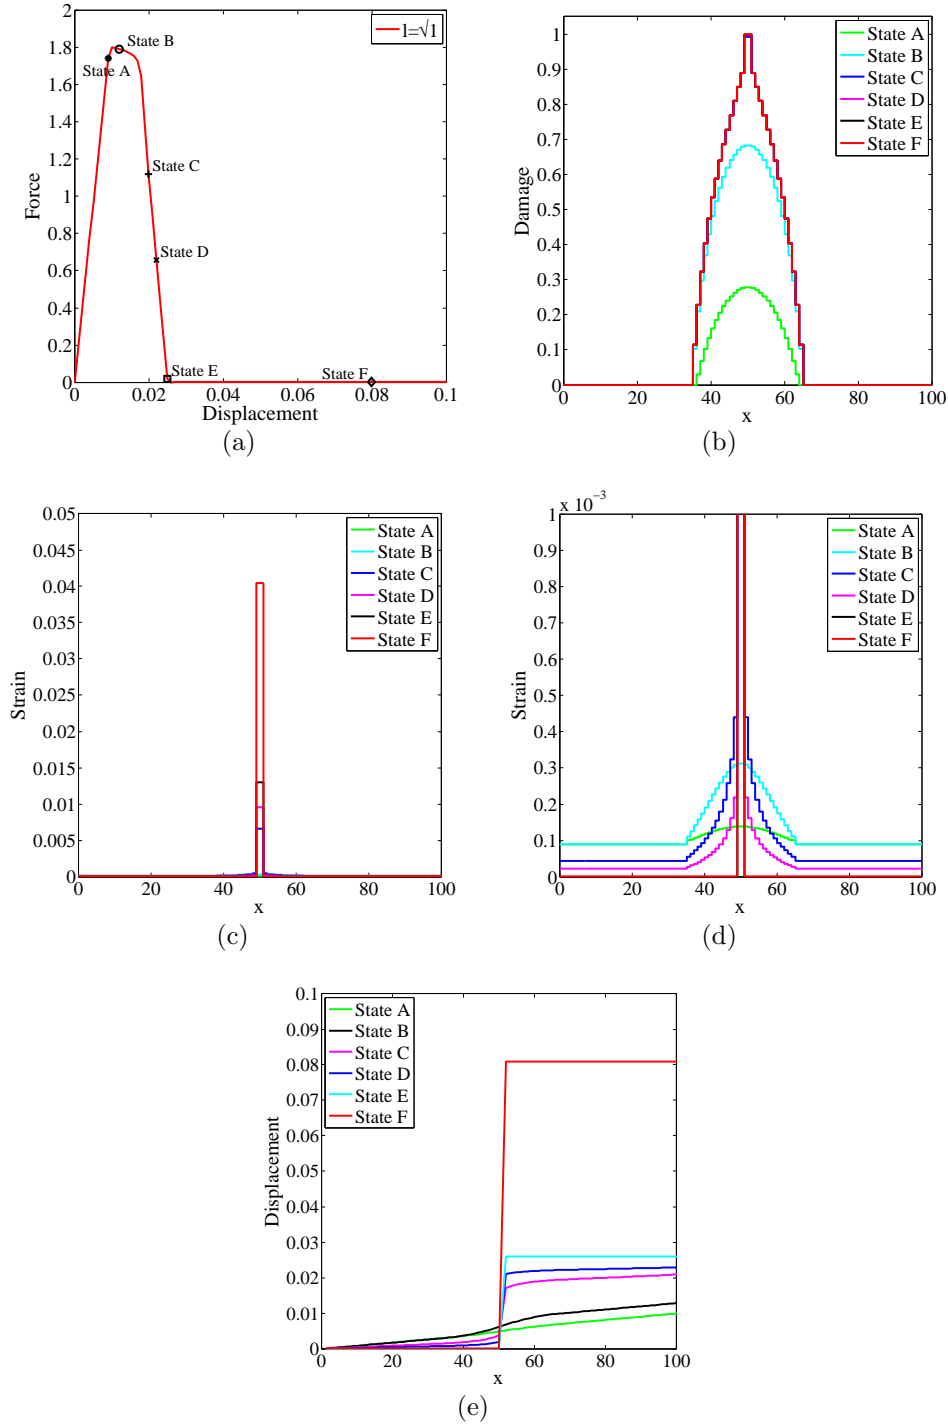 2
1.8
1.6
1.4
1.2
1
0.8
0.6
0.4
0.2
0
Force
l=√1
State B
State A
State C
State D
State E
State F
0 0.02 0.04 0.06 0.08 0.1
Displacement
(a)
1
0.9
0.8
0.7
0.6
0.5
0.4
0.3
0.2
0.1
0
Damage
State A
State B
State C
State D
State E
State F
0 20 40 60 80 100
x
(b)
0.05
0.045
0.04
0.035
0.03
0.025
0.02
0.015
0.01
0.005
0
Strain
State A
State B
State C
State D
State E
State F
0 20 40 60 80 100
x
(c)
x 10⁻³
1
0.9
0.8
0.7
0.6
0.5
0.4
0.3
0.2
0.1
0
Strain
State A
State B
State C
State D
State E
State F
0 20 40 60 80 100
x
(d)
0.1
0.09
0.08
0.07
0.06
0.05
0.04
0.03
0.02
0.01
0
Displacement
State A
State B
State C
State D
State E
State F
0 20 40 60 80 100
x
(e)